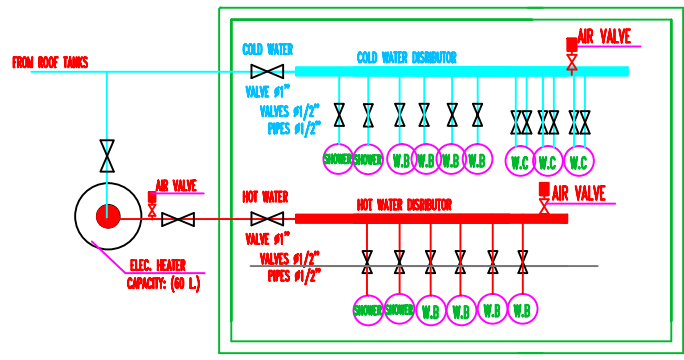 AIR VALVE
COLD WATER
COLD WATER DISRIBUTOR
FROM ROOF TANKS
VALVE ø1"
VALVES ø1/2"
PIPES ø1/2"
SHOWER SHOWER W.B W.B W.B W.B W.C W.C W.C
AIR VALVE
HOT WATER
HOT WATER DISRIBUTOR
AIR VALVE
VALVE ø1"
VALVES ø1/2"
PIPES ø1/2"
ELEC. HEATER
CAPACITY: (60 L.)
SHOWER SHOWER W.B W.B W.B W.B